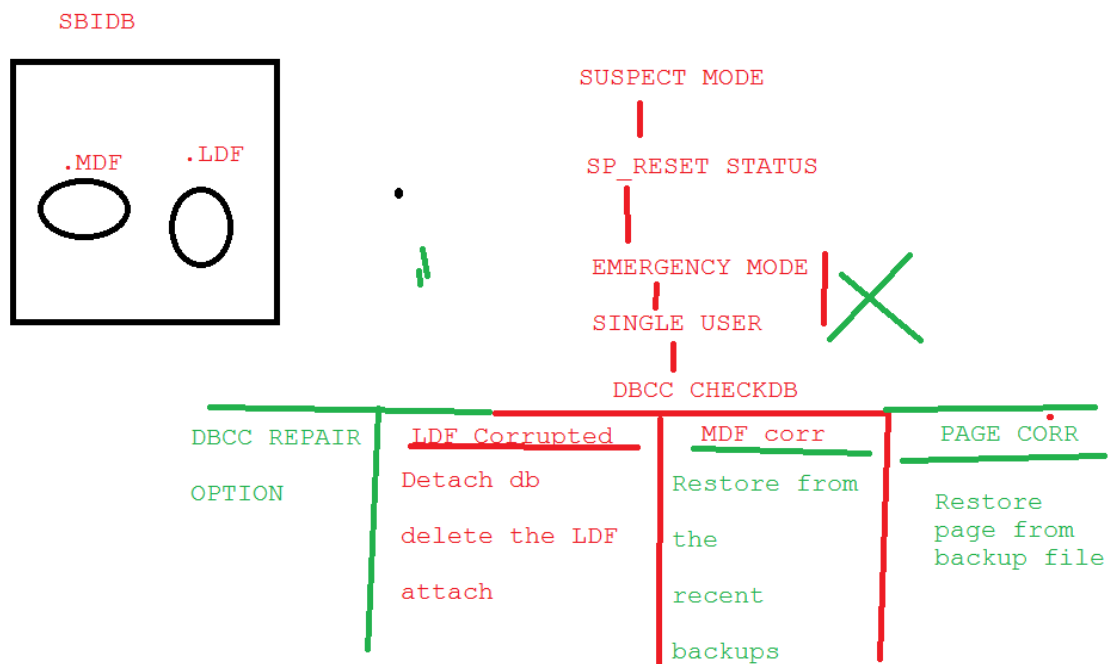 SBIDB
.MDF
.LDF
SUSPECT MODE
SP_RESET STATUS
EMERGENCY MODE
SINGLE USER
DBCC CHECKDB
DBCC REPAIR
OPTION
LDF Corrupted
Detach db
delete the LDF
attach
MDF corr
Restore from
the
recent
backups
PAGE CORR
Restore
page from
backup file